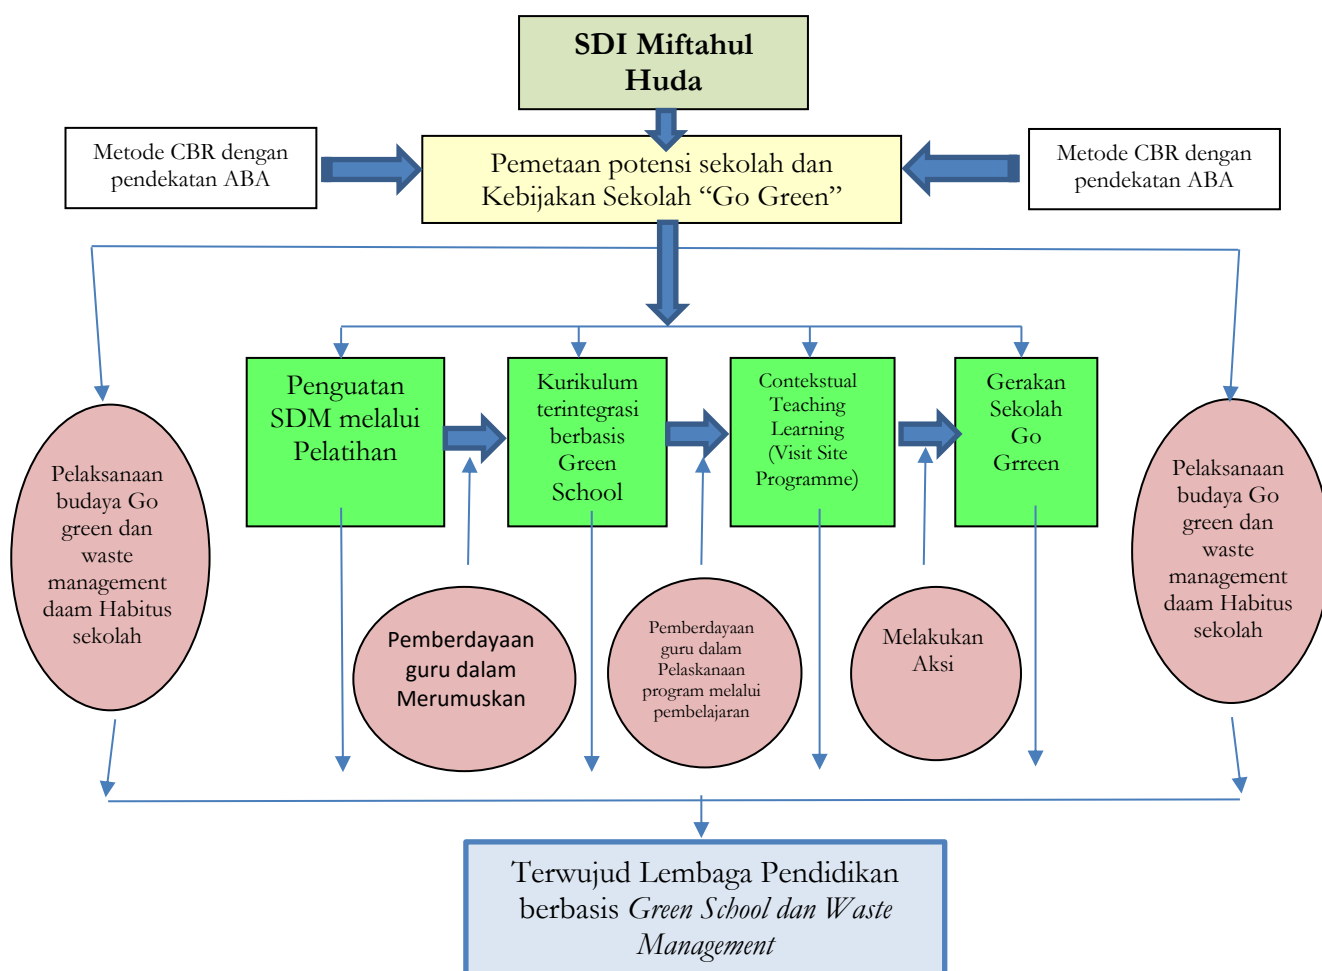 SDI Miftahul
Huda
Metode CBR dengan
pendekatan ABA
Pemetaan potensi sekolah dan
Kebijakan Sekolah “Go Green”
Metode CBR dengan
pendekatan ABA
Penguatan
SDM melalui
Pelatihan
Kurikulum
terintegrasi
berbasis
Green
School
Contekstual
Teaching
Learning
(Visit Site
Programme)
Gerakan
Sekolah
Go
Grreen
Pelaksanaan
budaya Go
green dan
waste
management
daam Habitus
sekolah
Pemberdayaan
guru dalam
Merumuskan
Pemberdayaan
guru dalam
Pelaskanaan
program melalui
pembelajaran
Melakukan
Aksi
Pelaksanaan
budaya Go
green dan
waste
management
daam Habitus
sekolah
Terwujud Lembaga Pendidikan
berbasis Green School dan Waste
Management